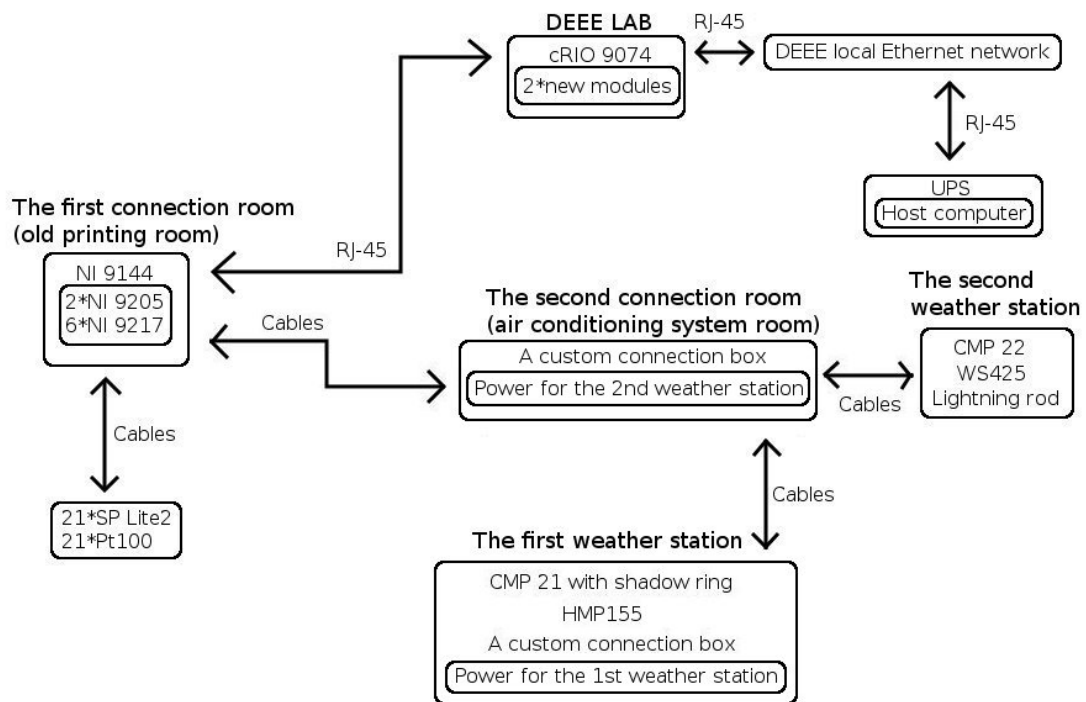 DEEE LAB
cRIO 9074
2*new modules
RJ-45
DEEE local Ethernet network
RJ-45
UPS
Host computer
The first connection room
(old printing room)
NI 9144
2*NI 9205
6*NI 9217
RJ-45
Cables
The second connection room
(air conditioning system room)
A custom connection box
Power for the 2nd weather station
Cables
The second
weather station
CMP 22
WS425
Lightning rod
Cables
21*SP Lite2
21*Pt100
Cables
The first weather station
CMP 21 with shadow ring
HMP155
A custom connection box
Power for the 1st weather station